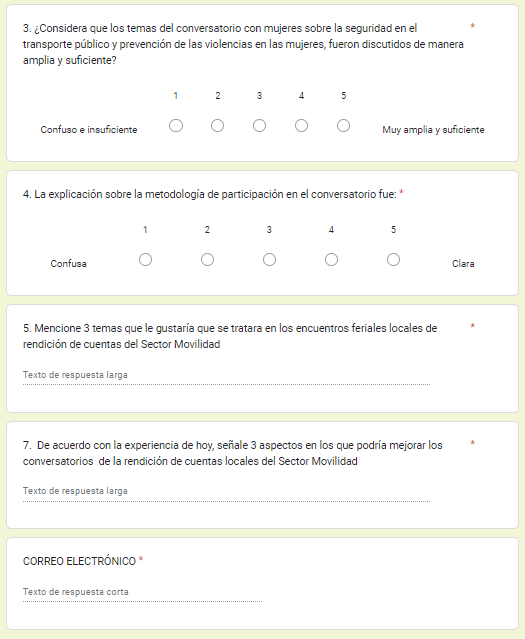 3. ¿Considera que los temas del conversatorio con mujeres sobre la seguridad en el *
transporte público y prevención de las violencias en las mujeres, fueron discutidos de manera
amplia y suficiente?
1 2 3 4 5
Confuso e insuficiente Muy amplia y suficiente
4. La explicación sobre la metodología de participación en el conversatorio fue: *
1 2 3 4 5
Confusa Clara
5. Mencione 3 temas que le gustaría que se tratara en los encuentros feriales locales de *
rendición de cuentas del Sector Movilidad
Texto de respuesta larga
7. De acuerdo con la experiencia de hoy, señale 3 aspectos en los que podría mejorar los *
conversatorios de la rendición de cuentas locales del Sector Movilidad
Texto de respuesta larga
CORREO ELECTRÓNICO *
Texto de respuesta corta